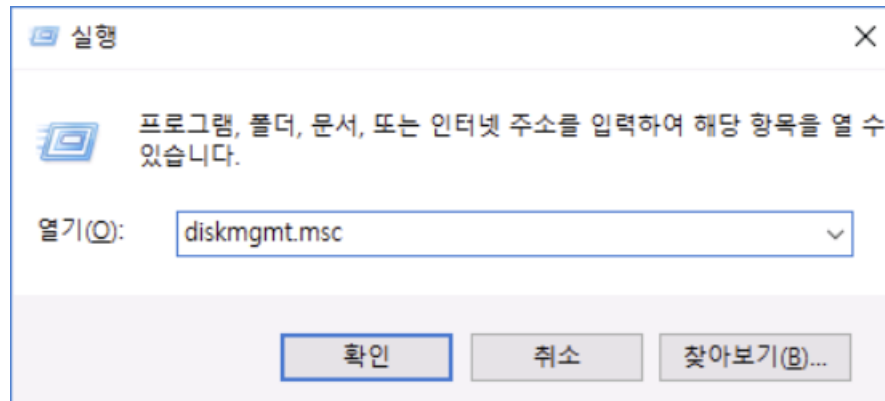 실행
프로그램, 폴더, 문서, 또는 인터넷 주소를 입력하여 해당 항목을 열 수
있습니다.
열기(O): diskmgmt.msc
확인 취소 찾아보기(B)...